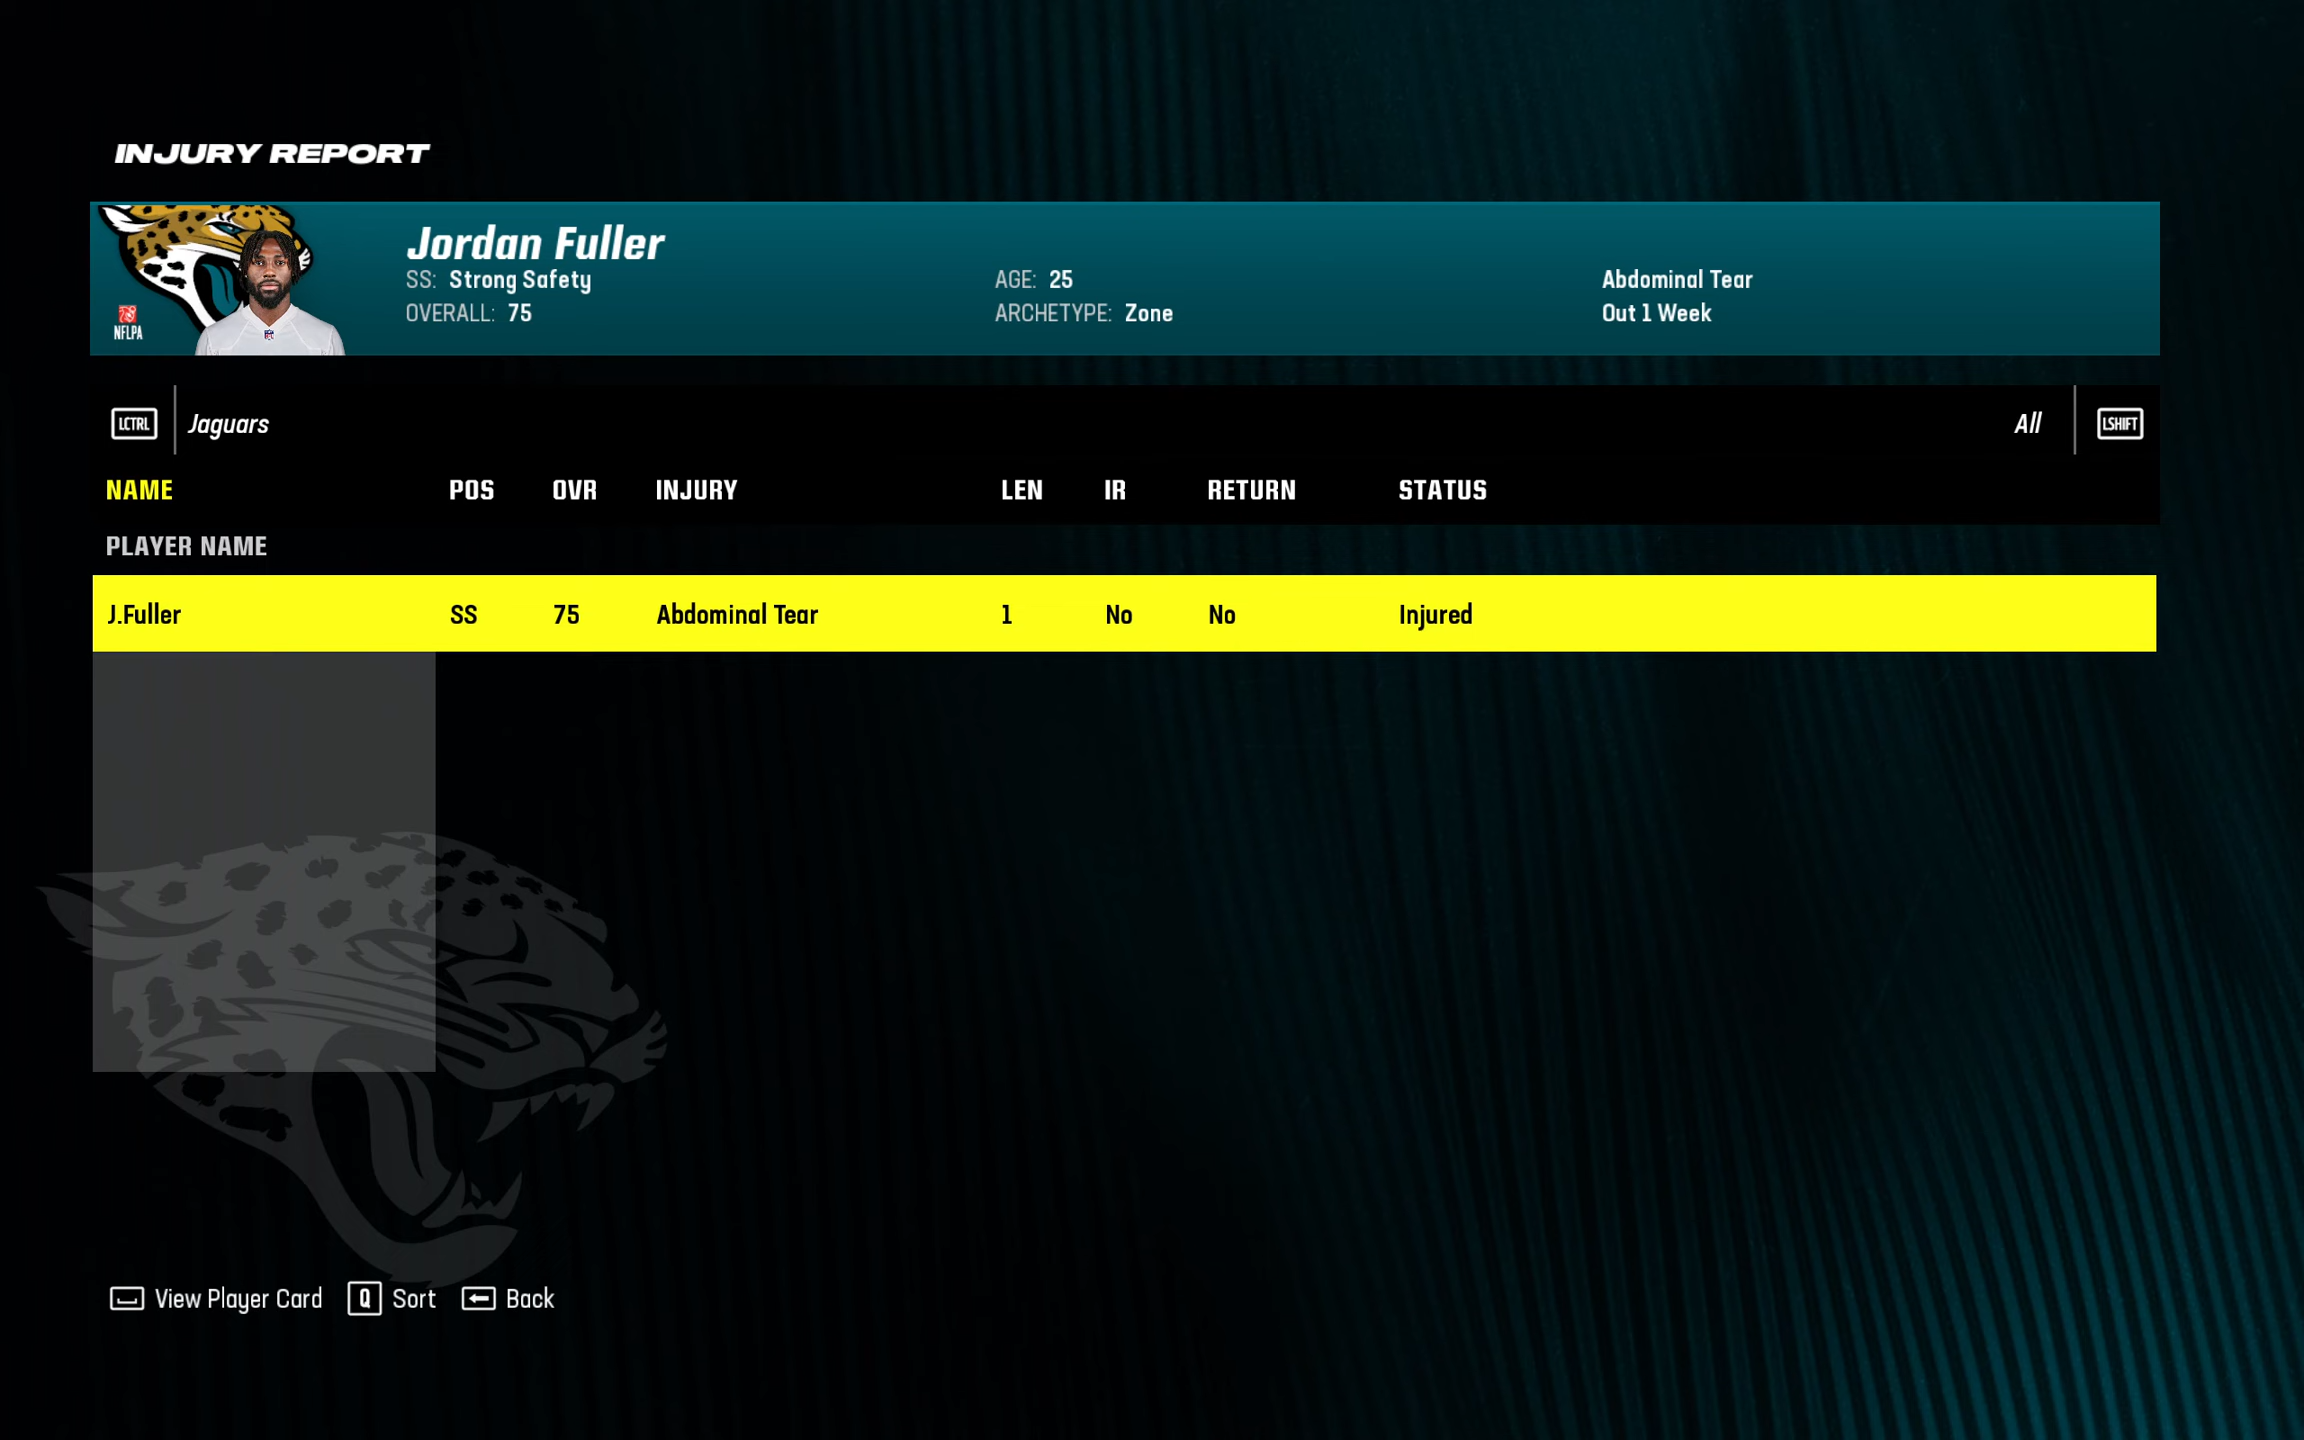 INJURY REPORT
Jordan Fuller
SS: Strong Safety AGE: 25 Abdominal Tear
OVERALL: 75 ARCHETYPE: Zone Out 1 Week
NFLPA
LCTRL Jaguars All LSHIFT
NAME POS OVR INJURY LEN IR RETURN STATUS
PLAYER NAME
J.Fuller SS 75 Abdominal Tear 1 No No Injured
View Player Card Q Sort Back